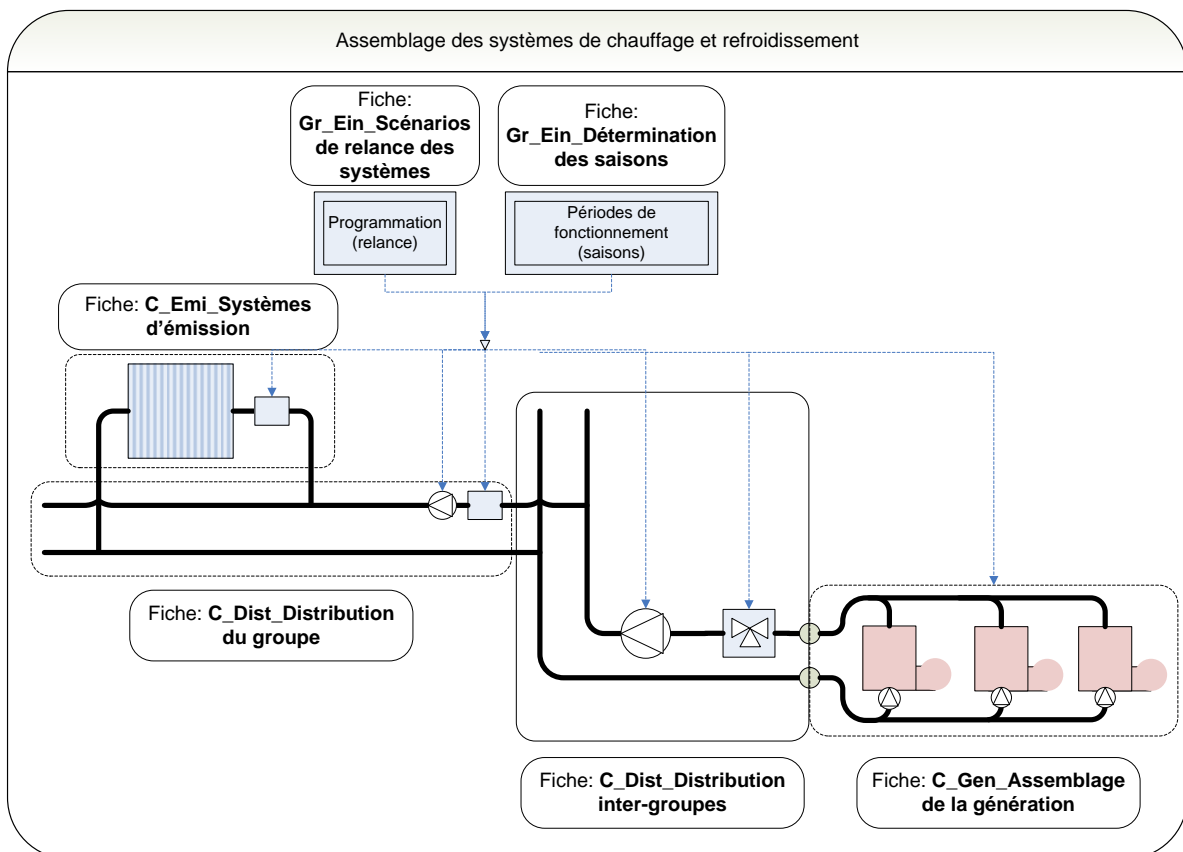 Assemblage des systèmes de chauffage et refroidissement
Fiche:
Gr_Ein_Scénarios
de relance des
systèmes
Fiche:
Gr_Ein_Détermination
des saisons
Programmation
(relance)
Périodes de
fonctionnement
(saisons)
Fiche: C_Emi_Systèmes
d’émission
Fiche: C_Dist_Distribution
du groupe
Fiche: C_Dist_Distribution
inter-groupes
Fiche: C_Gen_Assemblage
de la génération